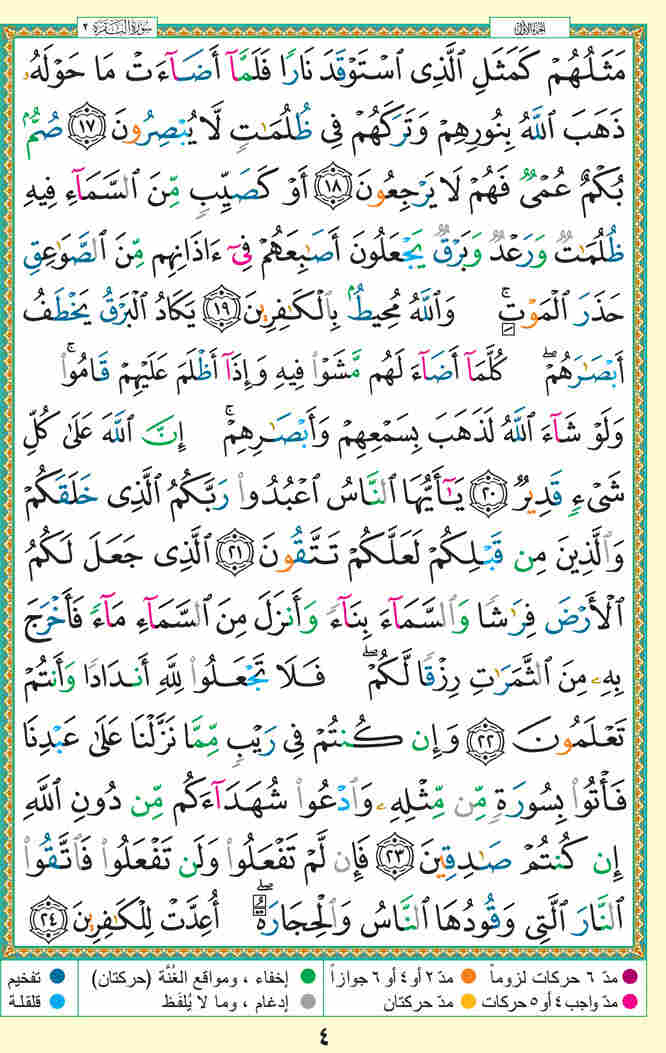 الجزء الأول
سورة البقرة ٢
مَثَلُهُمْ كَمَثَلِ ٱلَّذِى ٱسْتَوْقَدَ نَارًا فَلَمَّآ أَضَآءَتْ مَا حَوْلَهُۥ
ذَهَبَ ٱللَّهُ بِنُورِهِمْ وَتَرَكَهُمْ فِى ظُلُمَٰتٍ لَّا يُبْصِرُونَ ١٧ صُمٌّۢ
بُكْمٌ عُمْىٌ فَهُمْ لَا يَرْجِعُونَ ١٨ أَوْ كَصَيِّبٍ مِّنَ ٱلسَّمَآءِ فِيهِ
ظُلُمَٰتٌ وَرَعْدٌ وَبَرْقٌ يَجْعَلُونَ أَصَٰبِعَهُمْ فِىٓ ءَاذَانِهِم مِّنَ ٱلصَّوَٰعِقِ
حَذَرَ ٱلْمَوْتِ ۚ وَٱللَّهُ مُحِيطٌۢ بِٱلْكَٰفِرِينَ ١٩ يَكَادُ ٱلْبَرْقُ يَخْطَفُ
أَبْصَٰرَهُمْ ۖ كُلَّمَآ أَضَآءَ لَهُم مَّشَوْا۟ فِيهِ وَإِذَآ أَظْلَمَ عَلَيْهِمْ قَامُوا۟ ۚ
وَلَوْ شَآءَ ٱللَّهُ لَذَهَبَ بِسَمْعِهِمْ وَأَبْصَٰرِهِمْ ۚ إِنَّ ٱللَّهَ عَلَىٰ كُلِّ
شَىْءٍ قَدِيرٌ ٢٠ يَٰٓأَيُّهَا ٱلنَّاسُ ٱعْبُدُوا۟ رَبَّكُمُ ٱلَّذِى خَلَقَكُمْ
وَٱلَّذِينَ مِن قَبْلِكُمْ لَعَلَّكُمْ تَتَّقُونَ ٢١ ٱلَّذِى جَعَلَ لَكُمُ
ٱلْأَرْضَ فِرَٰشًا وَٱلسَّمَآءَ بِنَآءً وَأَنزَلَ مِنَ ٱلسَّمَآءِ مَآءً فَأَخْرَجَ
بِهِۦ مِنَ ٱلثَّمَرَٰتِ رِزْقًا لَّكُمْ ۖ فَلَا تَجْعَلُوا۟ لِلَّهِ أَندَادًا وَأَنتُمْ
تَعْلَمُونَ ٢٢ وَإِن كُنتُمْ فِى رَيْبٍ مِّمَّا نَزَّلْنَا عَلَىٰ عَبْدِنَا
فَأْتُوا۟ بِسُورَةٍ مِّن مِّثْلِهِۦ وَٱدْعُوا۟ شُهَدَآءَكُم مِّن دُونِ ٱللَّهِ
إِن كُنتُمْ صَٰدِقِينَ ٢٣ فَإِن لَّمْ تَفْعَلُوا۟ وَلَن تَفْعَلُوا۟ فَٱتَّقُوا۟
ٱلنَّارَ ٱلَّتِى وَقُودُهَا ٱلنَّاسُ وَٱلْحِجَارَةُ ۖ أُعِدَّتْ لِلْكَٰفِرِينَ ٢٤
مدّ ٦ حركات لزوماً مدّ ٢ أو ٤ أو ٦ جوازاً إخفاء ، ومواقع الغُنَّة (حركتان) تفخيم
مدّ واجب ٤ أو ٥ حركات مدّ حركتان إدغام ، وما لا يُلفَظ قلقلة
٤